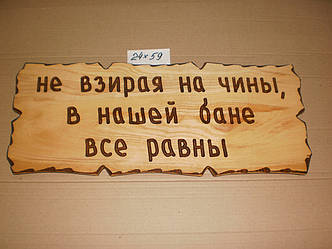 24×59
не взирая на чины,
в нашей бане
все равны